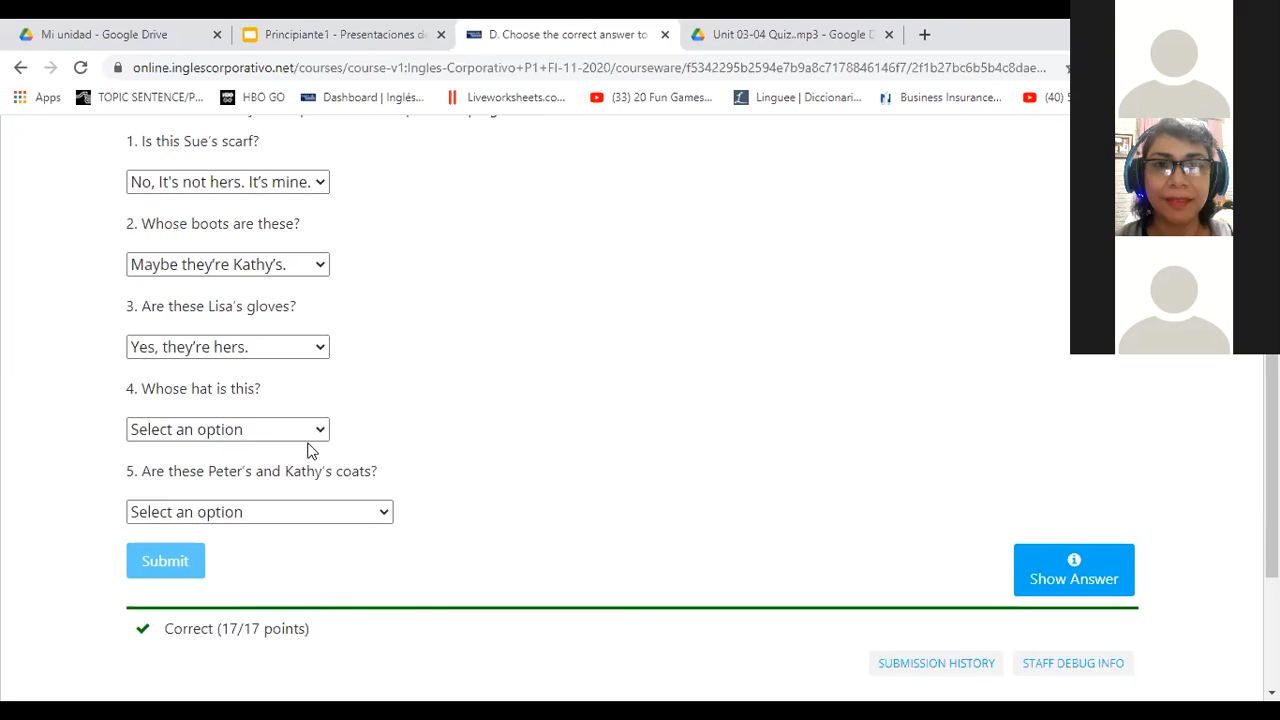 Mi unidad - Google Drive
Principiante1 - Presentaciones de
D. Choose the correct answer to
Unit 03-04 Quiz..mp3 - Google D
online.inglescorporativo.net/courses/course-v1:Ingles-Corporativo+P1+FI-11-2020/courseware/f5342295b2594e7b9a8c7178846146f7/2f1b27bc6b5b4c8dae...
Apps
TOPIC SENTENCE/P...
HBO GO
Dashboard | Inglés...
Liveworksheets.co...
(33) 20 Fun Games...
Linguee | Diccionari...
Business Insurance...
(40)
1. Is this Sue's scarf?
No, It's not hers. It's mine.
2. Whose boots are these?
Maybe they're Kathy's.
3. Are these Lisa's gloves?
Yes, they're hers.
4. Whose hat is this?
Select an option
5. Are these Peter's and Kathy's coats?
Select an option
Submit
Show Answer
Correct (17/17 points)
SUBMISSION HISTORY
STAFF DEBUG INFO